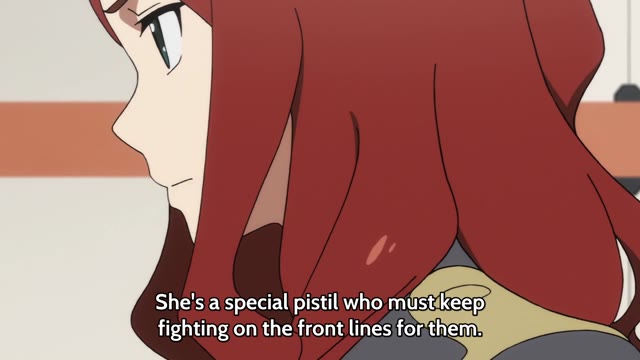 She's a special pistil who must keep
fighting on the front lines for them.